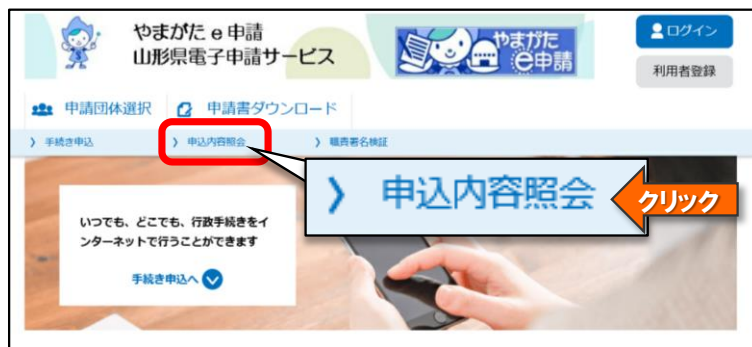 やまがた e 申請
山形県電子申請サービス
やまがた
e申請
ログイン
利用者登録
申請団体選択
申請書ダウンロード
》手続き申込
》申込内容照会
》職責署名検証
》申込内容照会
クリック
いつでも、どこでも、行政手続きをイ
ンターネットで行うことができます
手続き申込へ